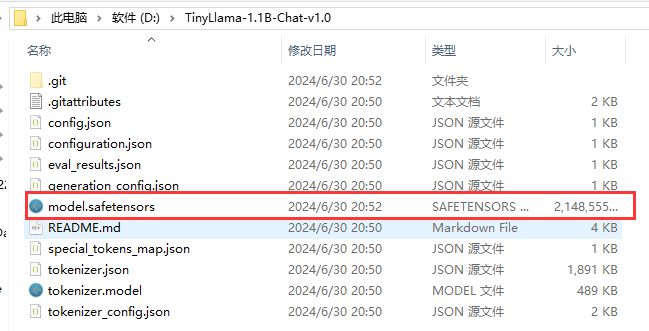 此电脑 > 软件 (D:) > TinyLlama-1.1B-Chat-v1.0
名称 修改日期 类型 大小
.git 2024/6/30 20:52 文件夹
.gitattributes 2024/6/30 20:50 文本文档 2 KB
config.json 2024/6/30 20:50 JSON 源文件 1 KB
configuration.json 2024/6/30 20:50 JSON 源文件 1 KB
eval_results.json 2024/6/30 20:50 JSON 源文件 1 KB
generation_config.json 2024/6/30 20:50 JSON 源文件 1 KB
model.safetensors 2024/6/30 20:52 SAFETENSORS ... 2,148,555...
README.md 2024/6/30 20:50 Markdown File 4 KB
special_tokens_map.json 2024/6/30 20:50 JSON 源文件 1 KB
tokenizer.json 2024/6/30 20:50 JSON 源文件 1,891 KB
tokenizer.model 2024/6/30 20:50 MODEL 文件 489 KB
tokenizer_config.json 2024/6/30 20:50 JSON 源文件 2 KB